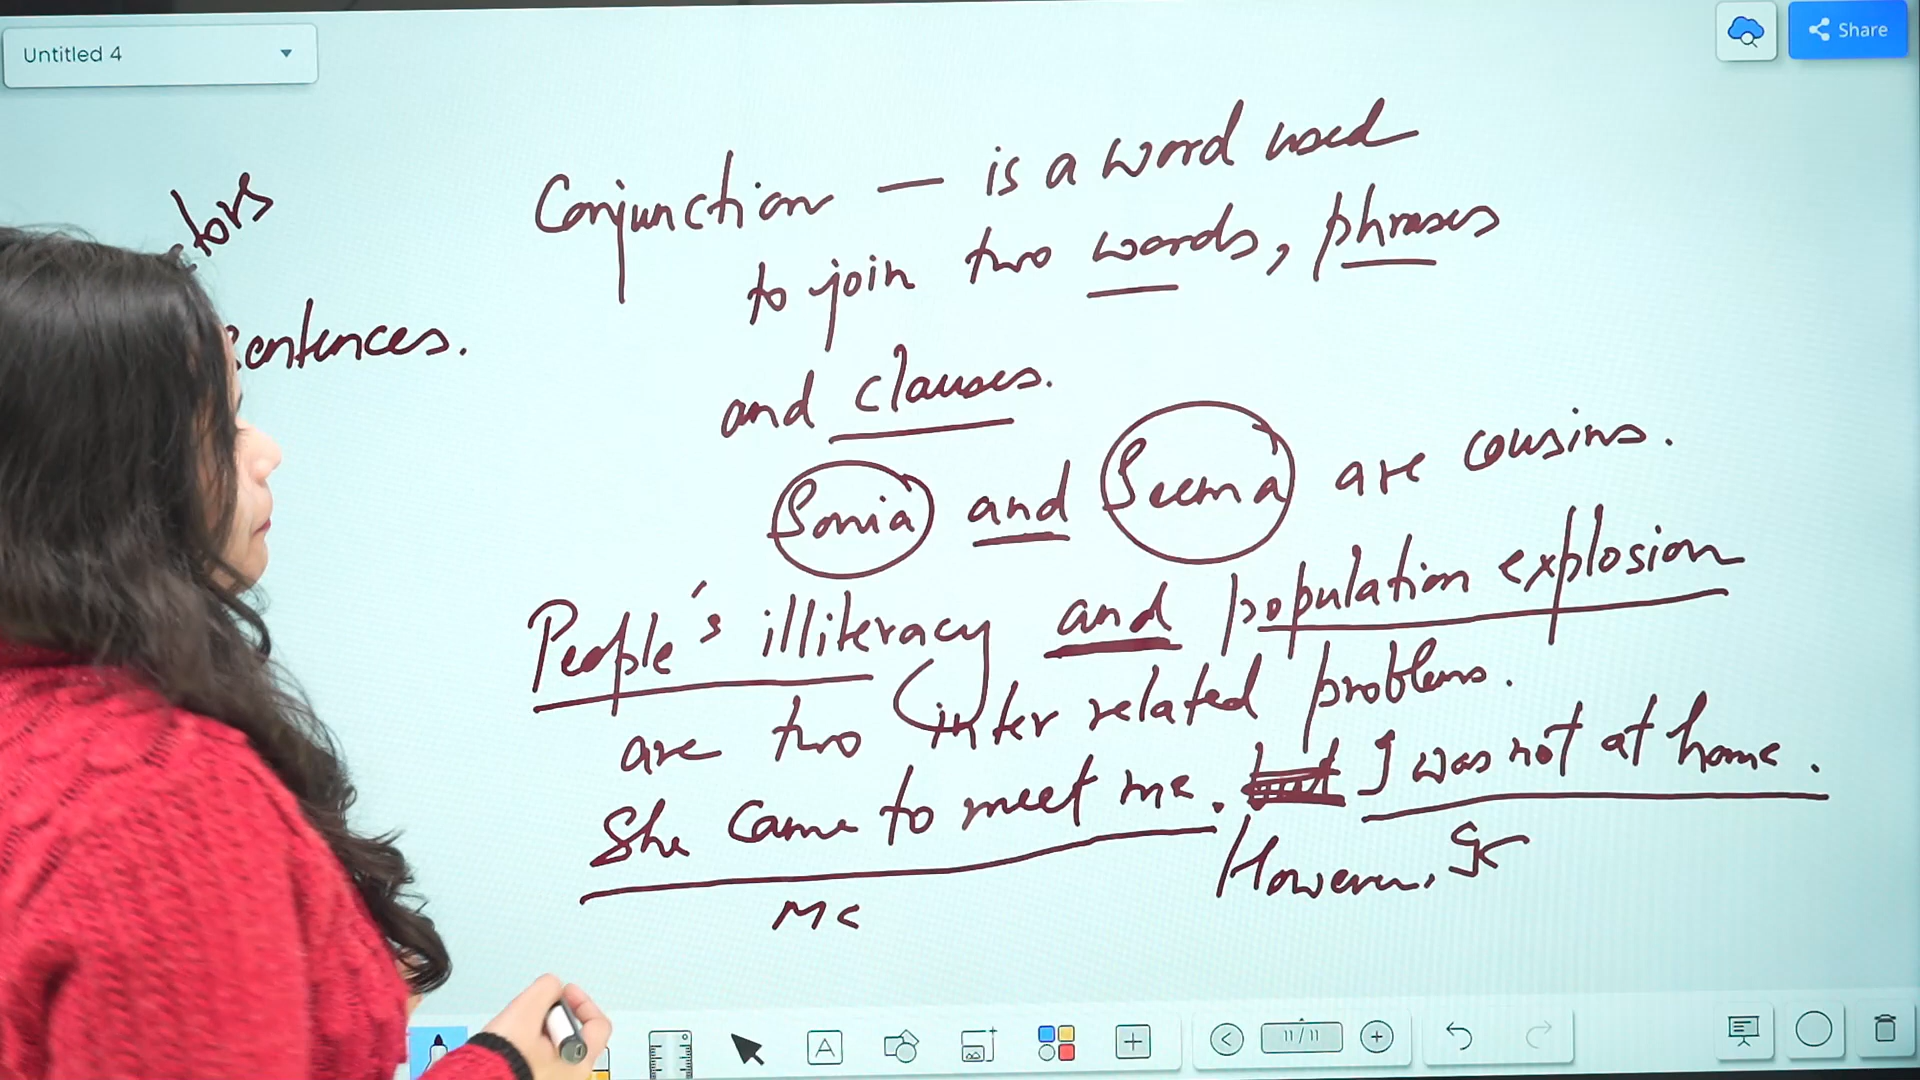 Untitled 4
Share
tors
sentences.
Conjunction — is a word used
to join two words, phrases
and clauses.
Sonia and Seema are cousins.
People's illiteracy and population explosion
are two inter related problems.
She came to meet me. I was not at home.
However,
Mc
11/11